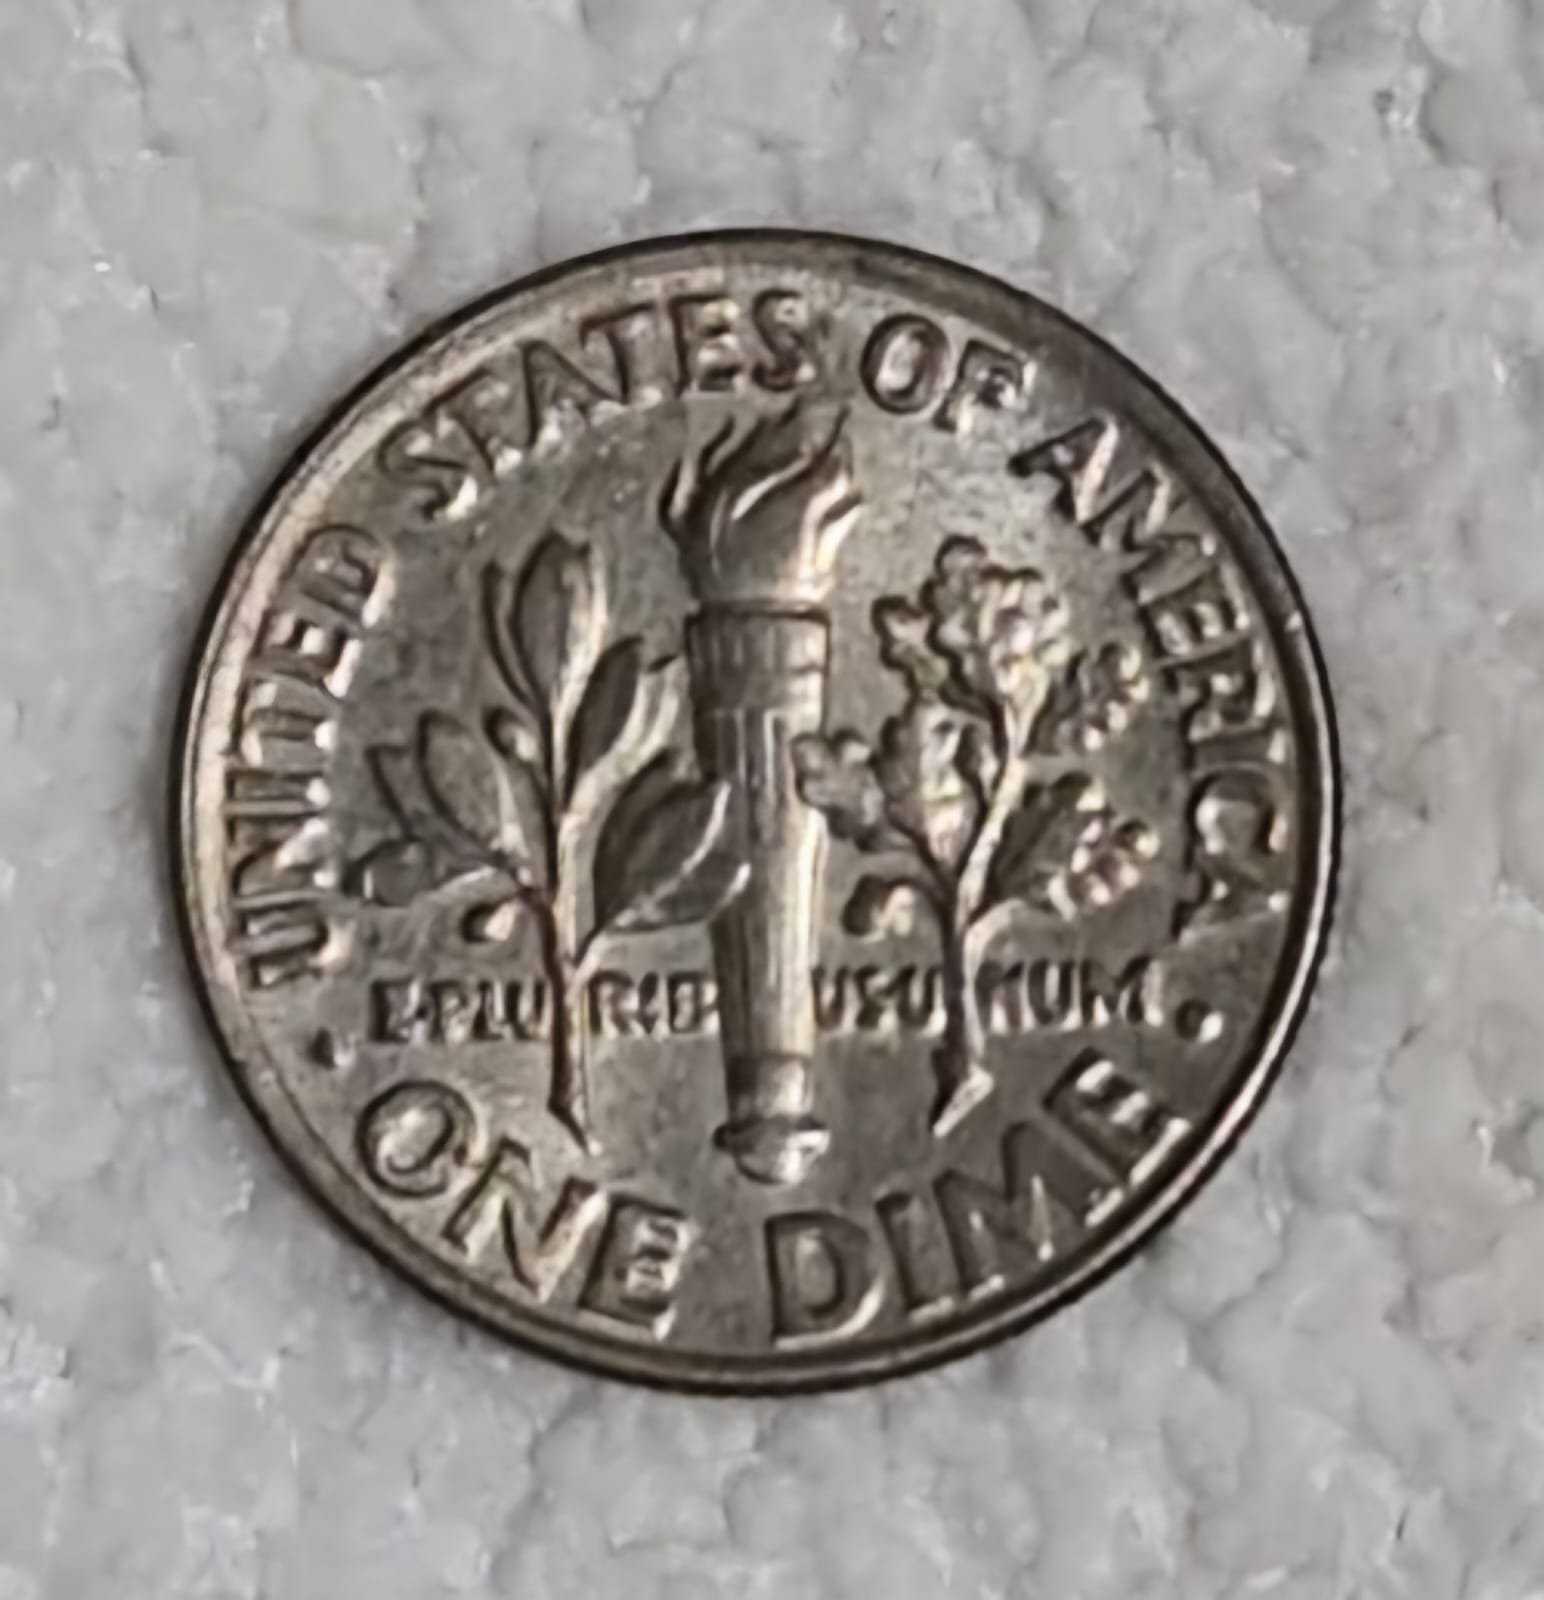 UNITED STATES OF AMERICA
E PLURIBUS UNUM
ONE DIME